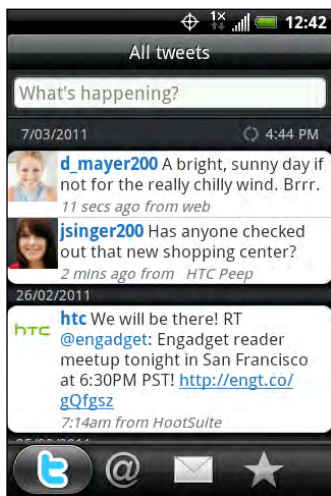 1X 12:42
All tweets
What's happening?
7/03/2011 4:44 PM
d_mayer200 A bright, sunny day if
not for the really chilly wind. Brrr.
11 secs ago from web
jsinger200 Has anyone checked
out that new shopping center?
2 mins ago from HTC Peep
26/02/2011
hTC htc We will be there! RT
@engadget: Engadget reader
meetup tonight in San Francisco
at 6:30PM PST! http://engt.co/
gQfgsz
7:14am from HootSuite
@